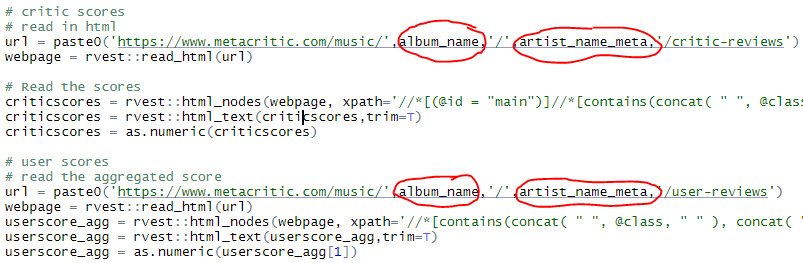 # critic scores
# read in html
url = paste0('https://www.metacritic.com/music/',album_name,'/',artist_name_meta,'/critic-reviews')
webpage = rvest::read_html(url)
# Read the scores
criticscores = rvest::html_nodes(webpage, xpath='//*[(@id = "main")]//*[contains(concat( " ", @class
criticscores = rvest::html_text(criticscores,trim=T)
criticscores = as.numeric(criticscores)
# user scores
# read the aggregated score
url = paste0('https://www.metacritic.com/music/',album_name,'/',artist_name_meta,'/user-reviews')
webpage = rvest::read_html(url)
userscore_agg = rvest::html_nodes(webpage, xpath='//*[contains(concat( " ", @class, " " ), concat( "
userscore_agg = rvest::html_text(userscore_agg,trim=T)
userscore_agg = as.numeric(userscore_agg[1])